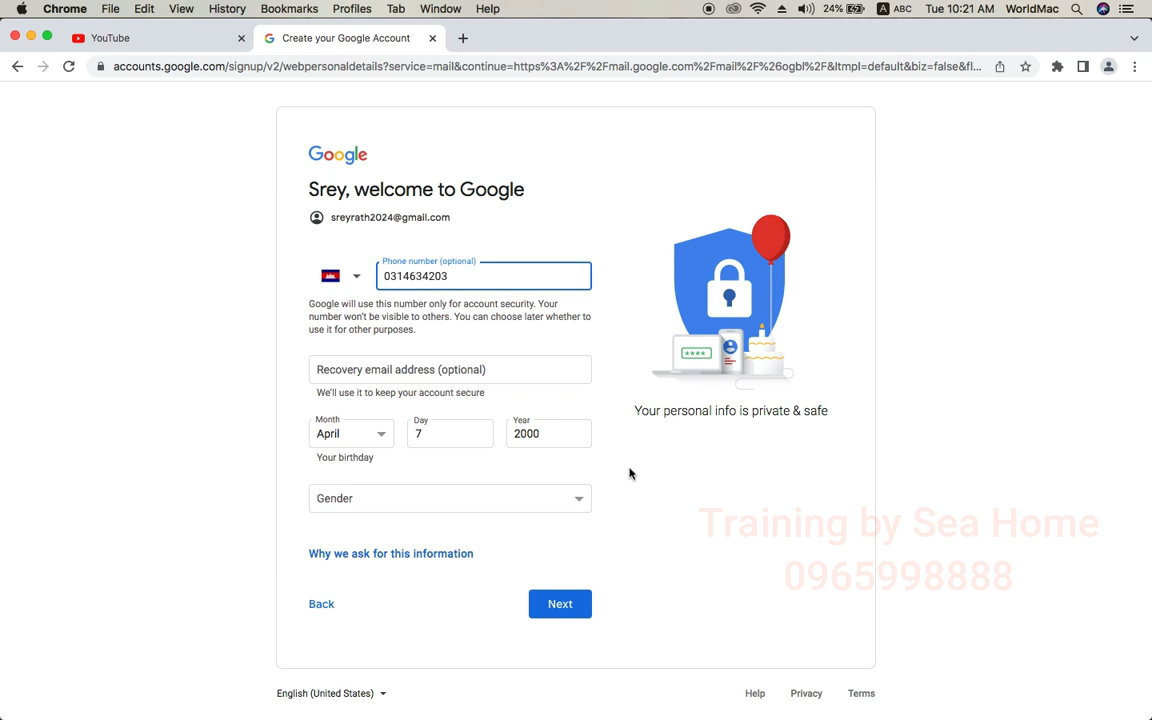 Chrome File Edit View History Bookmarks Profiles Tab Window Help 24% A ABC Tue 10:21 AM WorldMac
YouTube
Create your Google Account
accounts.google.com/signup/v2/webpersonaldetails?service=mail&continue=https%3A%2F%2Fmail.google.com%2Fmail%2F%26ogbl%2F&ltmpl=default&biz=false&fl...
Google
Srey, welcome to Google
sreyrath2024@gmail.com
Phone number (optional)
0314634203
Google will use this number only for account security. Your
number won't be visible to others. You can choose later whether to
use it for other purposes.
Recovery email address (optional)
We'll use it to keep your account secure
Month Day Year
April 7 2000
Your birthday
Gender
Why we ask for this information
Back Next
****
Your personal info is private & safe
Training by Sea Home
0965998888
English (United States) Help Privacy Terms